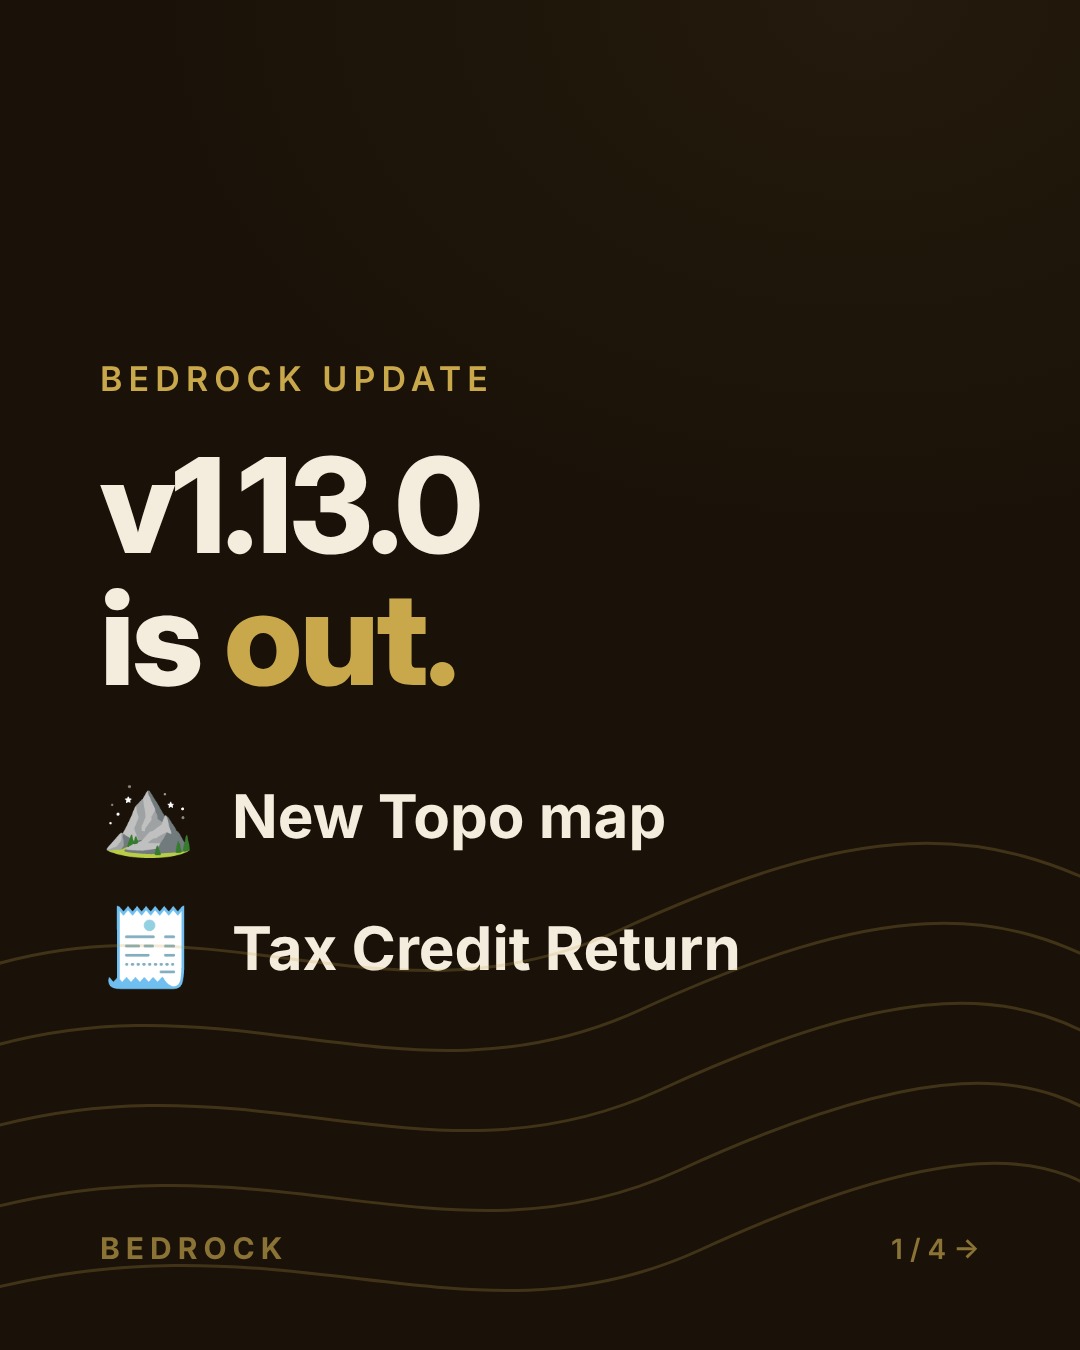 BEDROCK UPDATE
v1.13.0
is out.
New Topo map
Tax Credit Return
BEDROCK
1 / 4 →